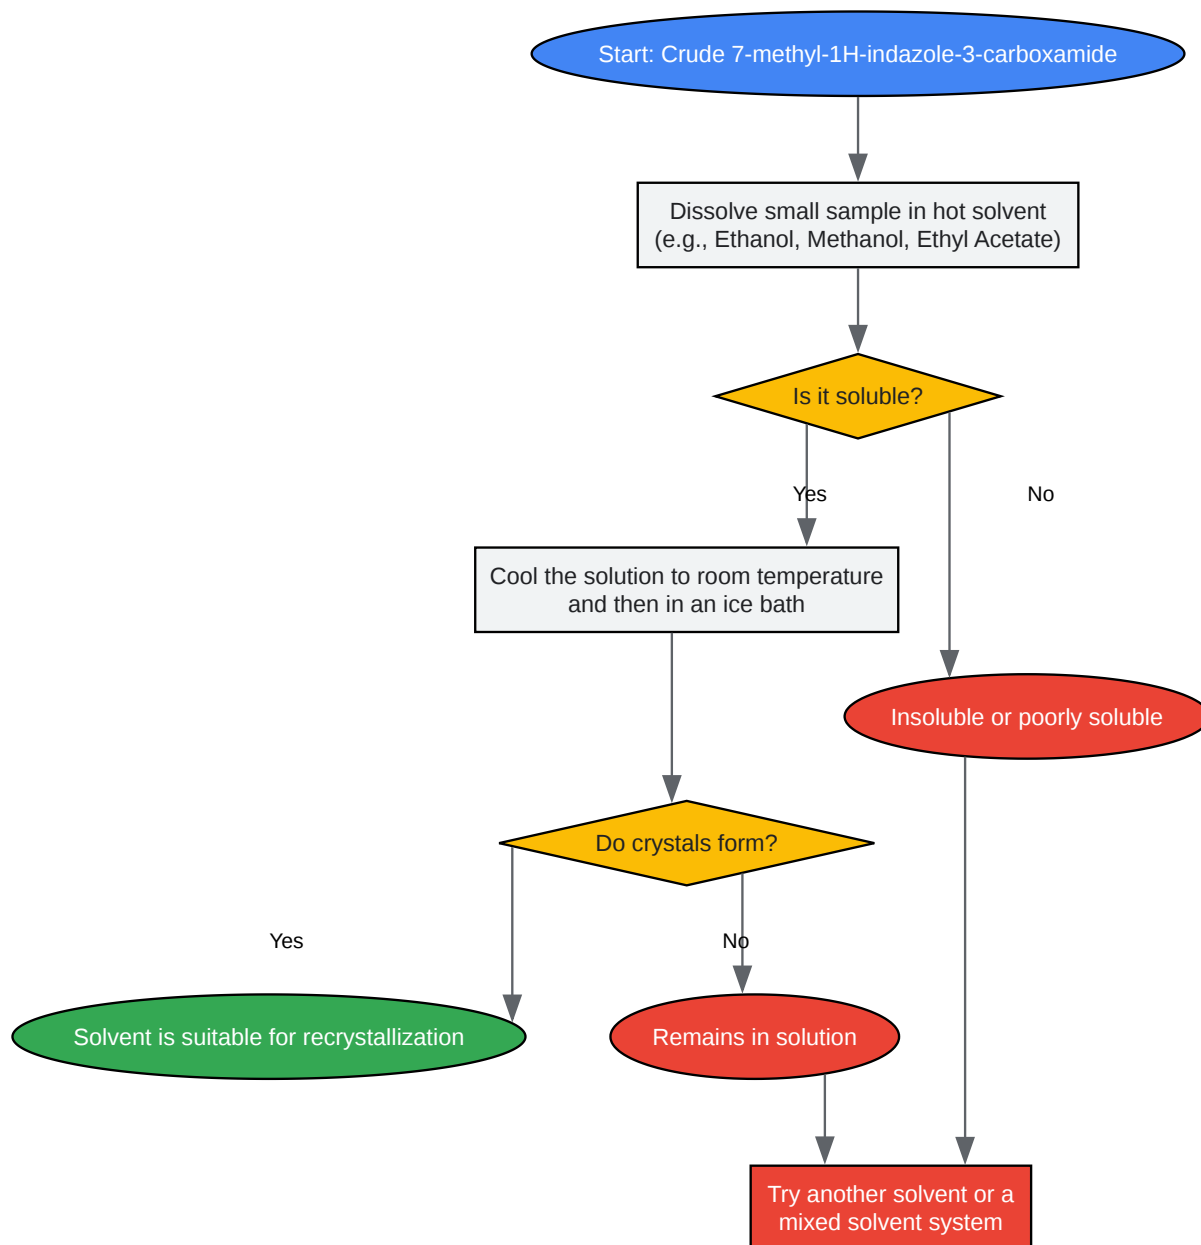 Start: Crude 7-methyl-1H-indazole-3-carboxamide
Dissolve small sample in hot solvent
(e.g., Ethanol, Methanol, Ethyl Acetate)
Is it soluble?
Yes
No
Cool the solution to room temperature
and then in an ice bath
Insoluble or poorly soluble
Do crystals form?
Yes
No
Solvent is suitable for recrystallization
Remains in solution
Try another solvent or a
mixed solvent system